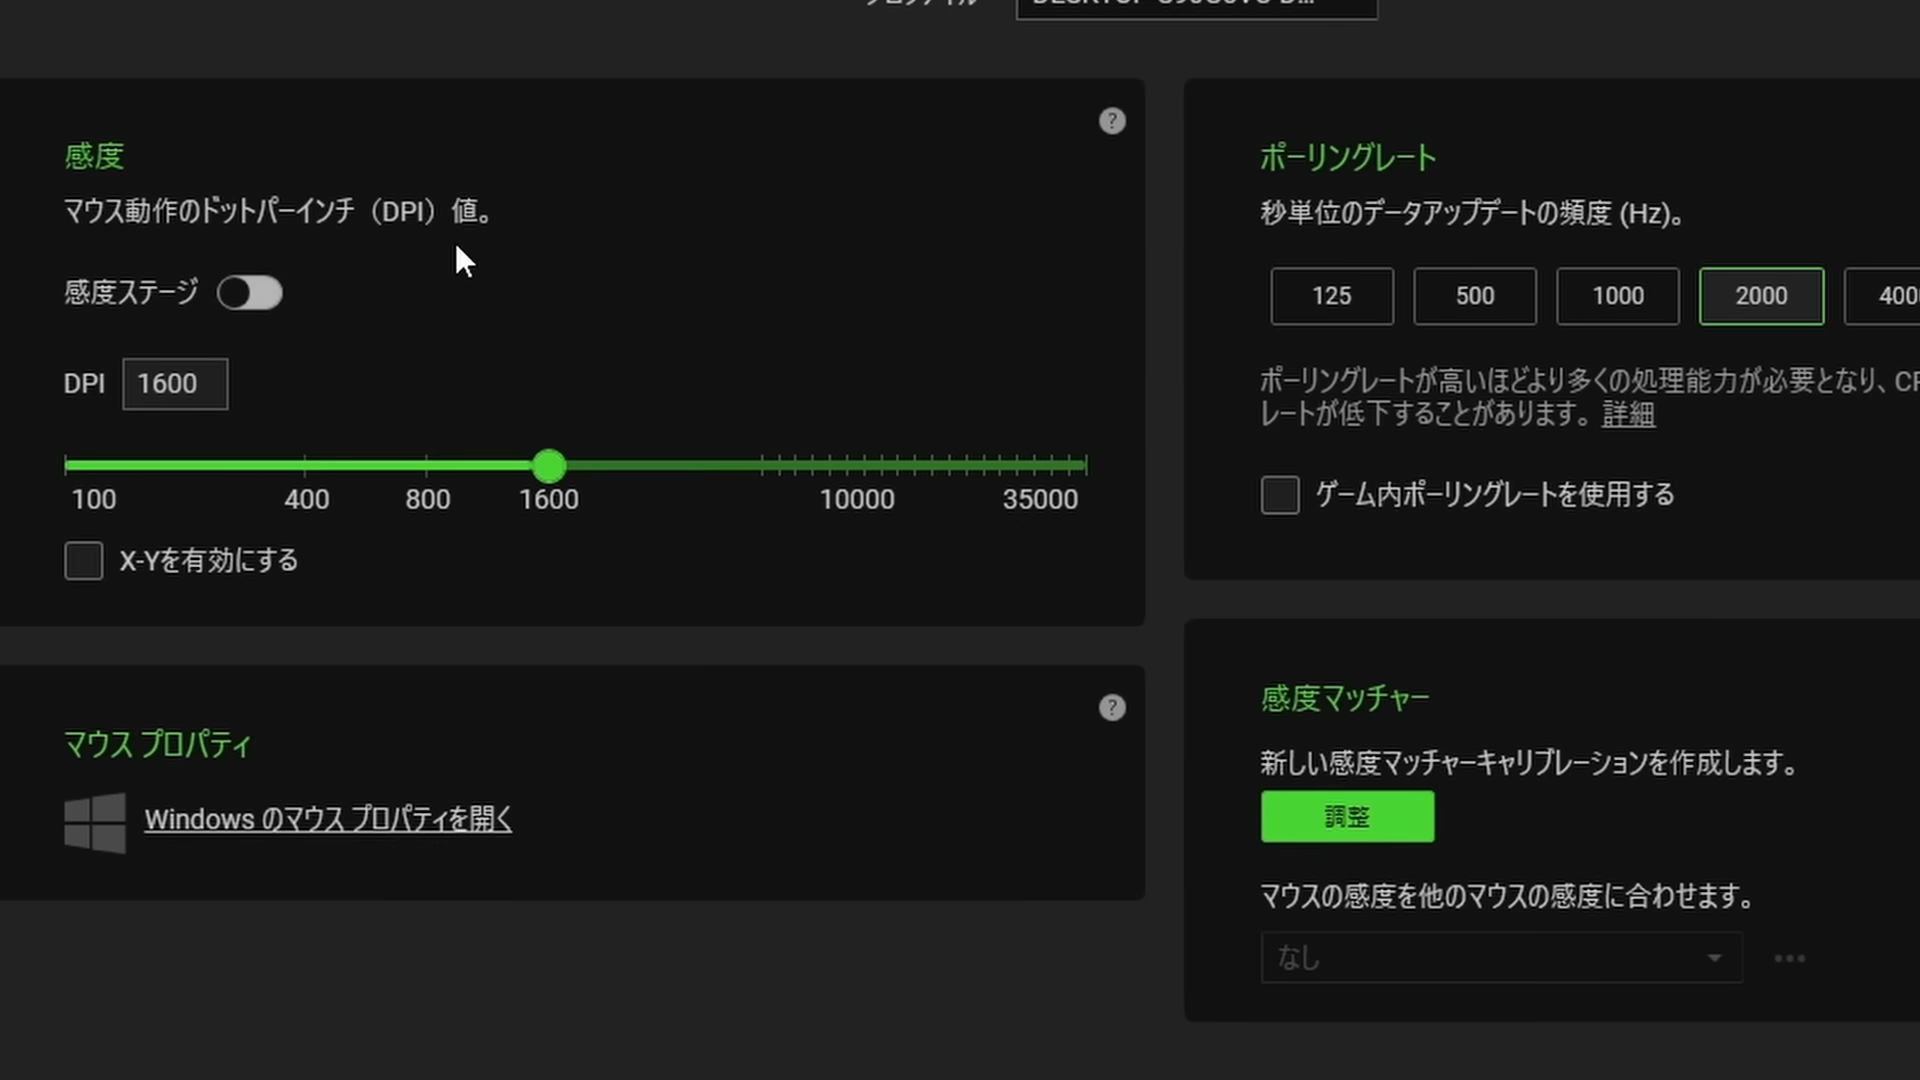 プロファイル
感度
マウス動作のドットパーインチ（DPI）値。
感度ステージ
DPI 1600
100 400 800 1600 10000 35000
X-Yを有効にする
マウス プロパティ
Windows のマウス プロパティを開く
ポーリングレート
秒単位のデータアップデートの頻度 (Hz)。
125 500 1000 2000
ポーリングレートが高いほどより多くの処理能力が必要となり、
レートが低下することがあります。詳細
ゲーム内ポーリングレートを使用する
感度マッチャー
新しい感度マッチャーキャリブレーションを作成します。
調整
マウスの感度を他のマウスの感度に合わせます。
なし